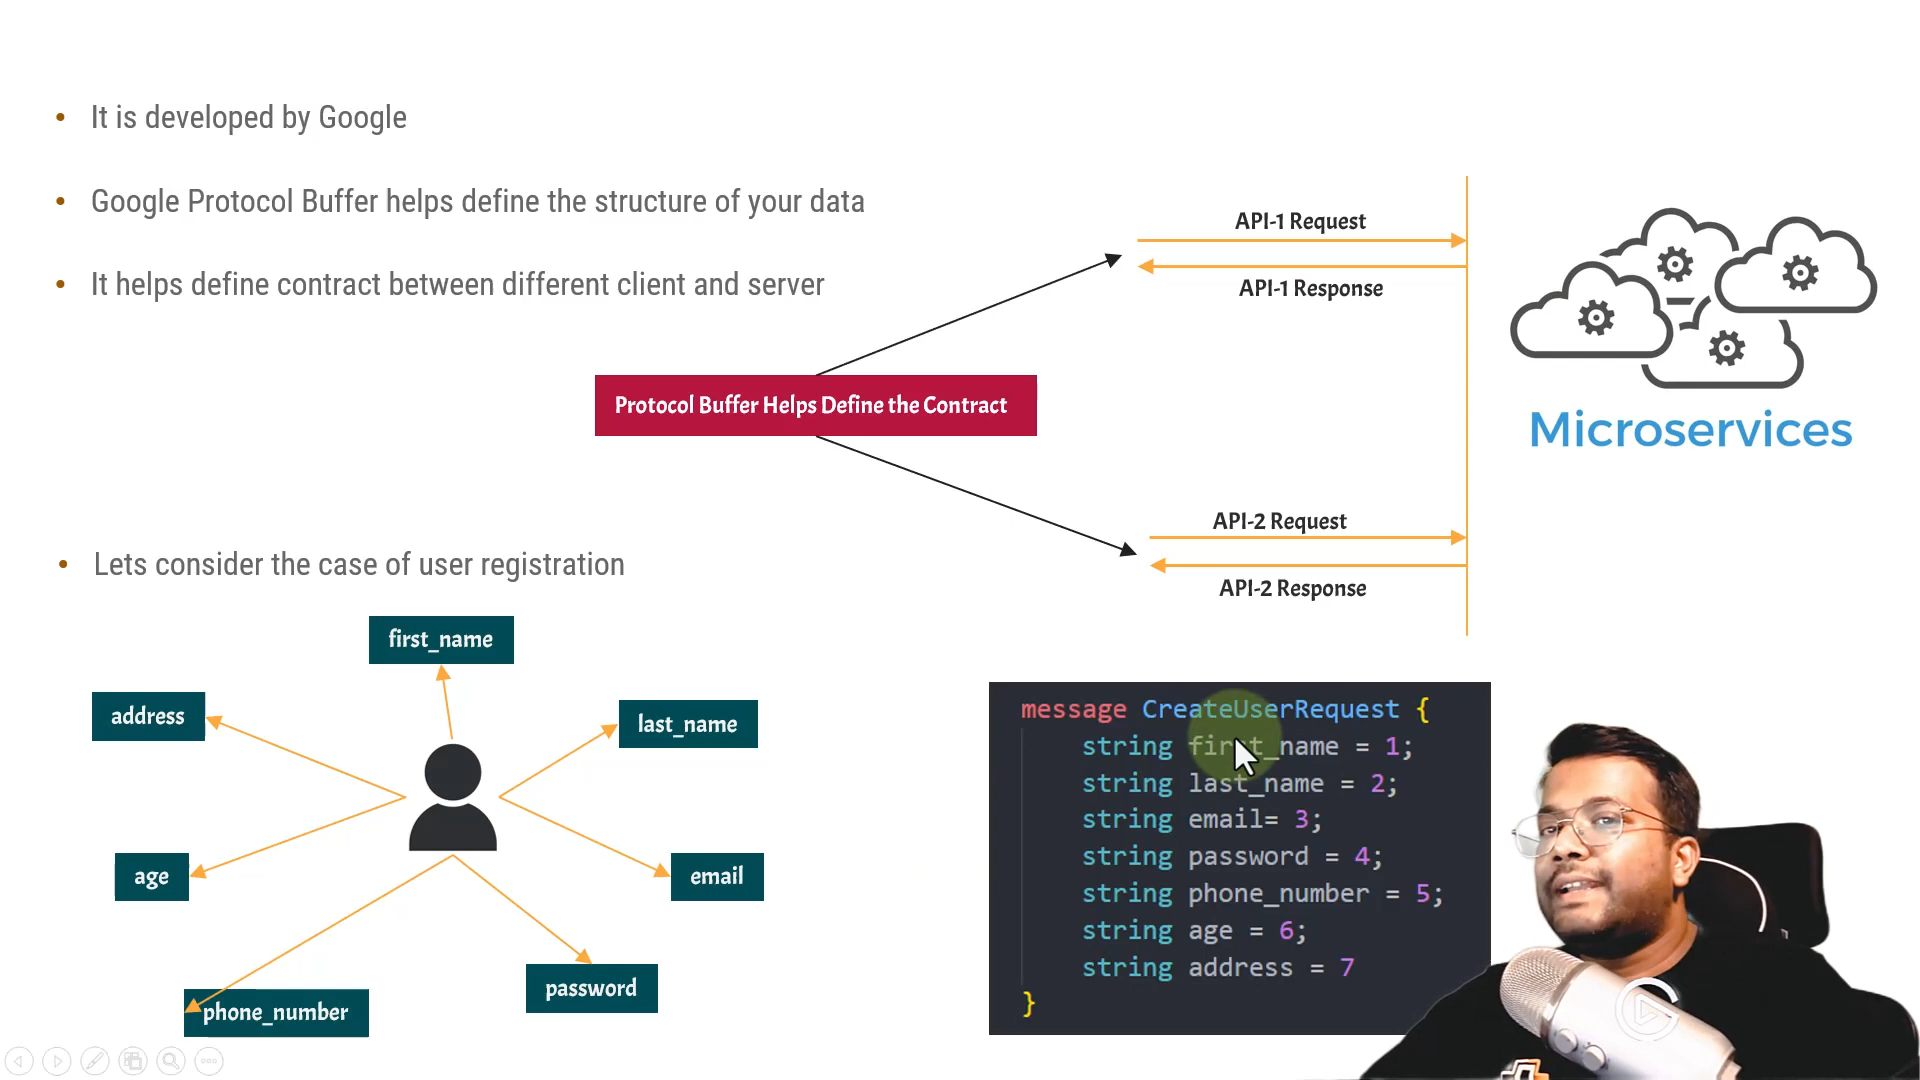 It is developed by Google
Google Protocol Buffer helps define the structure of your data
It helps define contract between different client and server
API-1 Request
API-1 Response
Protocol Buffer Helps Define the Contract
Microservices
API-2 Request
API-2 Response
Lets consider the case of user registration
first_name
address
last_name
age
email
password
phone_number
message CreateUserRequest {
string first_name = 1;
string last_name = 2;
string email= 3;
string password = 4;
string phone_number = 5;
string age = 6;
string address = 7
}